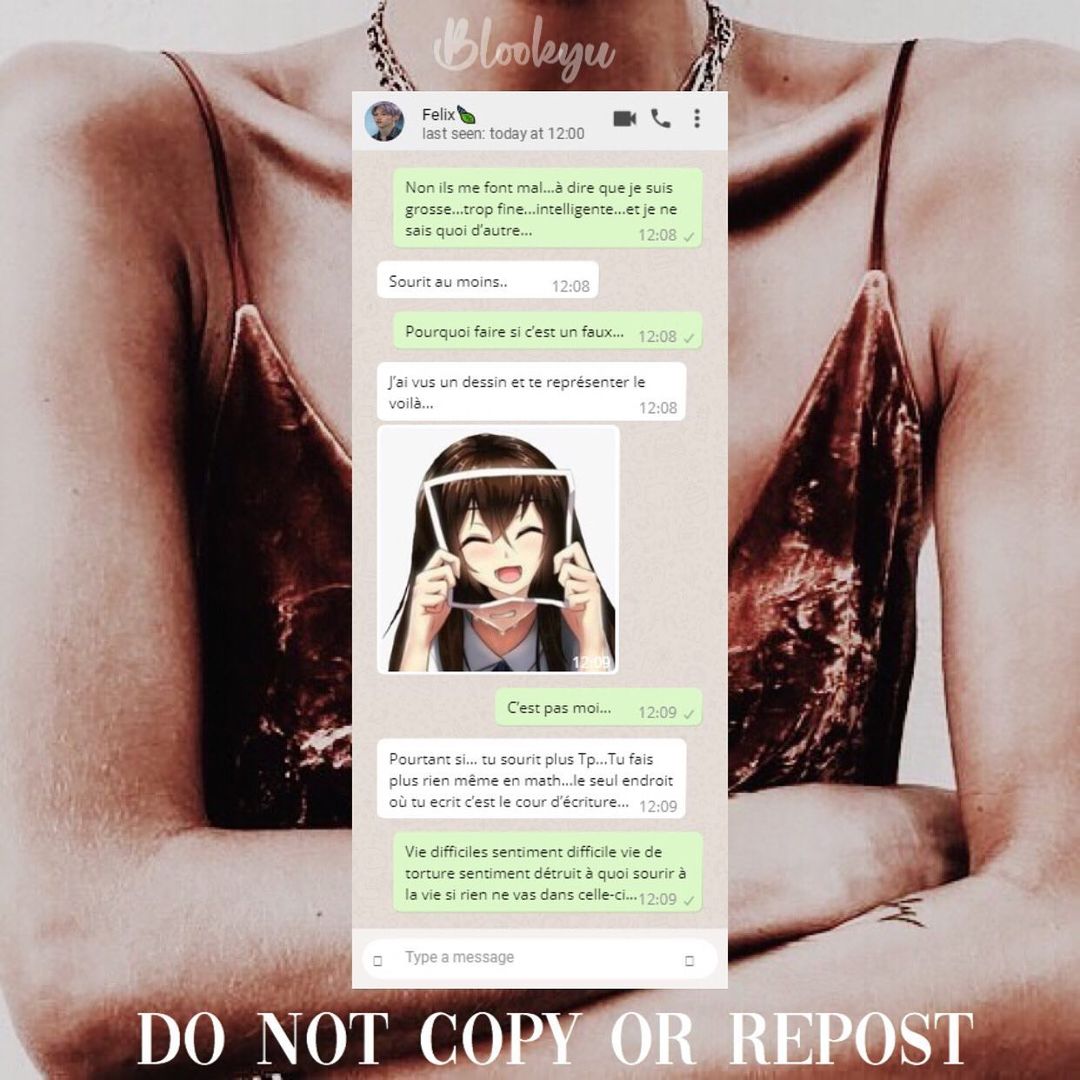 Blookyu
Felix
last seen: today at 12:00
Non ils me font mal...à dire que je suis
grosse...trop fine...intelligente...et je ne
sais quoi d'autre...
12:08
Sourit au moins..
12:08
Pourquoi faire si c'est un faux...
12:08
J'ai vus un dessin et te représenter le
voilà...
12:08
12:09
C'est pas moi...
12:09
Pourtant si... tu sourit plus Tp...Tu fais
plus rien même en math...le seul endroit
où tu ecrit c'est le cour d'écriture...
12:09
Vie difficiles sentiment difficile vie de
torture sentiment détruit à quoi sourir à
la vie si rien ne vas dans celle-ci...
12:09
Type a message
DO NOT COPY OR REPOST